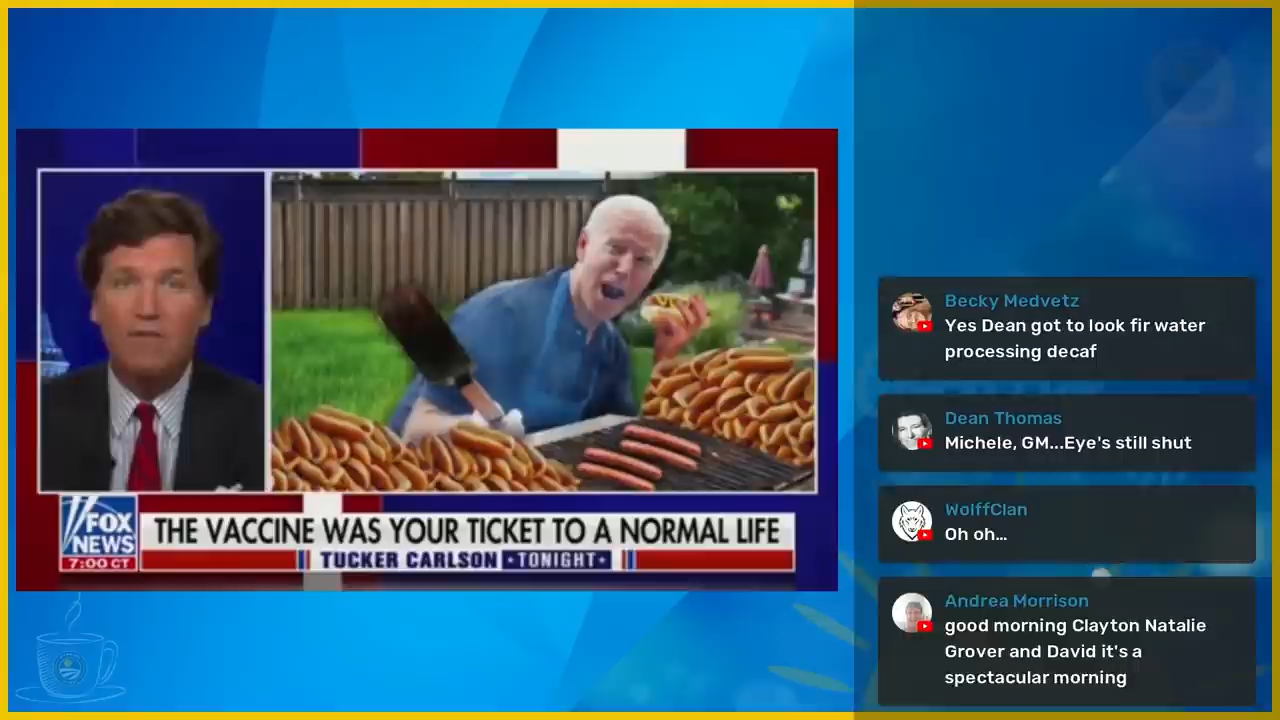 FOX
NEWS
7:00 CT
THE VACCINE WAS YOUR TICKET TO A NORMAL LIFE
TUCKER CARLSON TONIGHT
Becky Medvetz
Yes Dean got to look fir water
processing decaf
Dean Thomas
Michele, GM...Eye's still shut
WolffClan
Oh oh...
Andrea Morrison
good morning Clayton Natalie
Grover and David it's a
spectacular morning